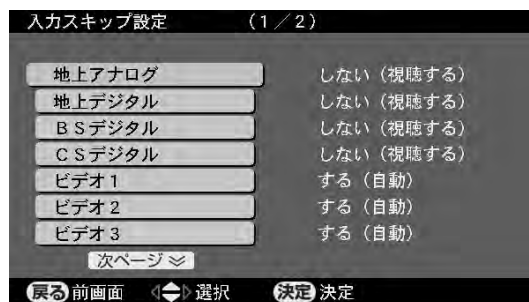 入力スキップ設定 （1／2）
地上アナログ しない（視聴する）
地上デジタル しない（視聴する）
ＢＳデジタル しない（視聴する）
ＣＳデジタル しない（視聴する）
ビデオ１ する（自動）
ビデオ２ する（自動）
ビデオ３ する（自動）
次ページ
戻る 前画面 選択 決定 決定